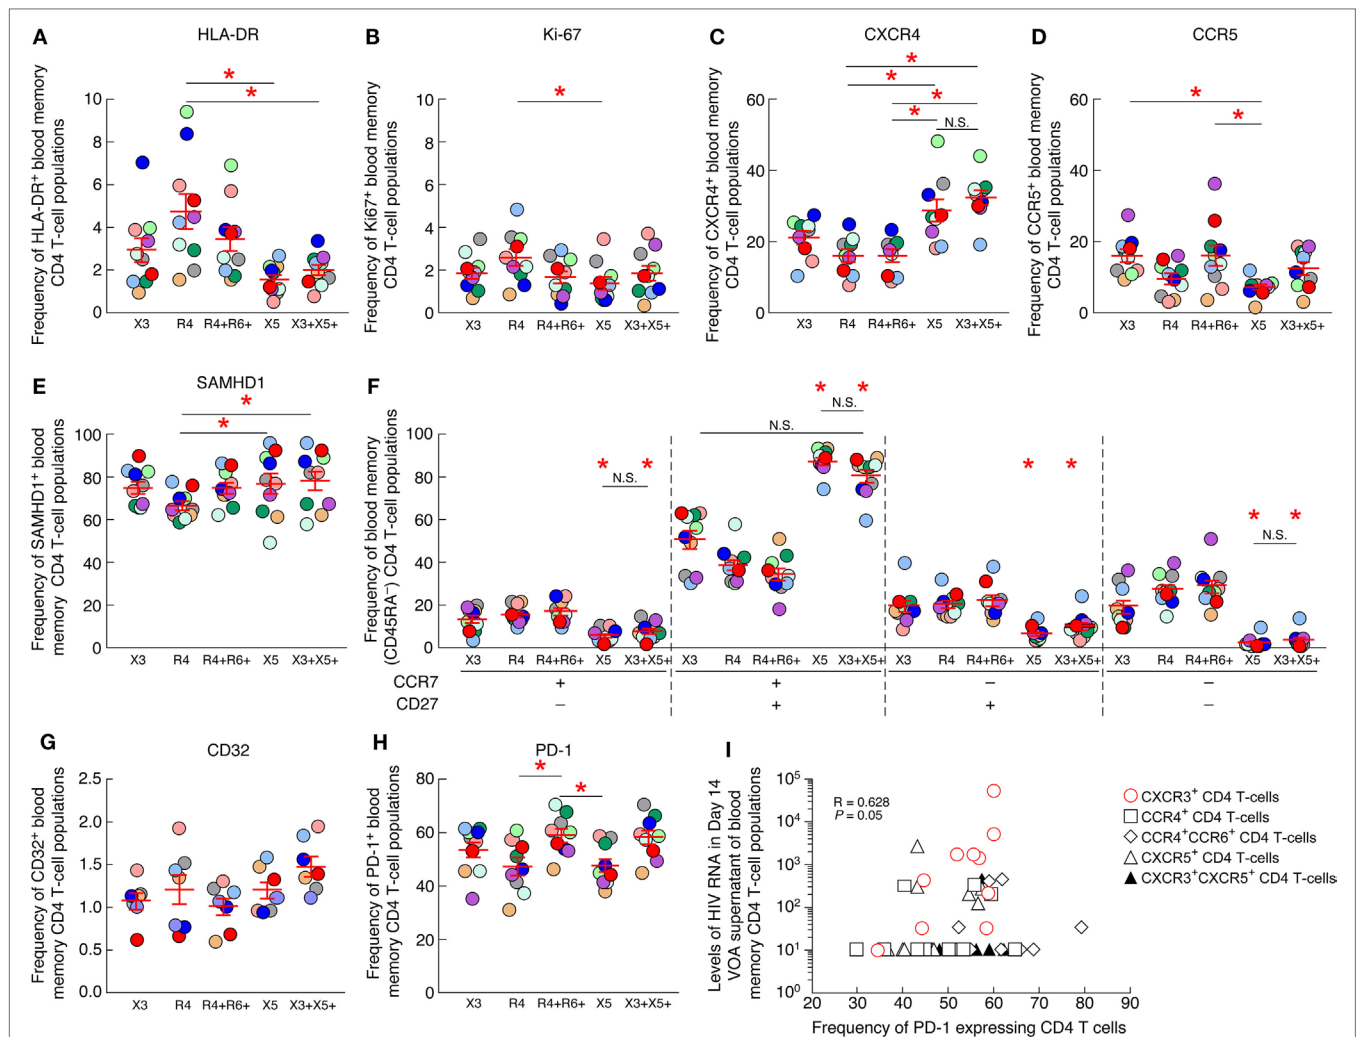 A
HLA-DR
Frequency of HLA-DR⁺ blood memory
CD4 T-cell populations
10
8
6
4
2
0
*
*
X3
R4
R4+R6+
X5
X3+X5+
B
Ki-67
Frequency of Ki67⁺ blood memory
CD4 T-cell populations
10
8
6
4
2
0
*
X3
R4
R4+R6+
X5
X3+X5+
C
CXCR4
Frequency of CXCR4⁺ blood memory
CD4 T-cell populations
60
40
20
0
*
*
*
*
N.S.
X3
R4
R4+R6+
X5
X3+X5+
D
CCR5
Frequency of CCR5⁺ blood memory
CD4 T-cell populations
60
40
20
0
*
*
X3
R4
R4+R6+
X5
X3+x5+
E
SAMHD1
Frequency of SAMHD1⁺ blood
memory CD4 T-cell populations
100
80
60
40
20
0
*
*
X3
R4
R4+R6+
X5
X3+X5+
F
Frequency of blood memory
(CD45RA⁻) CD4 T-cell populations
100
80
60
40
20
0
* *
N.S.
* *
N.S.
N.S.
* *
* *
N.S.
X3 R4 R4+R6+ X5 X3+X5+
X3 R4 R4+R6+ X5 X3+X5+
X3 R4 R4+R6+ X5 X3+X5+
X3 R4 R4+R6+ X5 X3+X5+
CCR7 + + − −
CD27 − + + −
G
CD32
Frequency of CD32⁺ blood
memory CD4 T-cell populations
2.5
2.0
1.5
1.0
0.5
0.0
X3
R4
R4+R6+
X5
X3+X5+
H
PD-1
Frequency of PD-1⁺ blood
memory CD4 T-cell populations
80
60
40
20
0
*
*
X3
R4
R4+R6+
X5
X3+X5+
I
Levels of HIV RNA in Day 14
VOA supernatant of blood
memory CD4 T-cell populations
10⁵
10⁴
10³
10²
10¹
10⁰
R = 0.628
P = 0.05
20 30 40 50 60 70 80 90
Frequency of PD-1 expressing CD4 T cells
CXCR3⁺ CD4 T-cells
CCR4⁺ CD4 T-cells
CCR4⁺CCR6⁺ CD4 T-cells
CXCR5⁺ CD4 T-cells
CXCR3⁺CXCR5⁺ CD4 T-cells